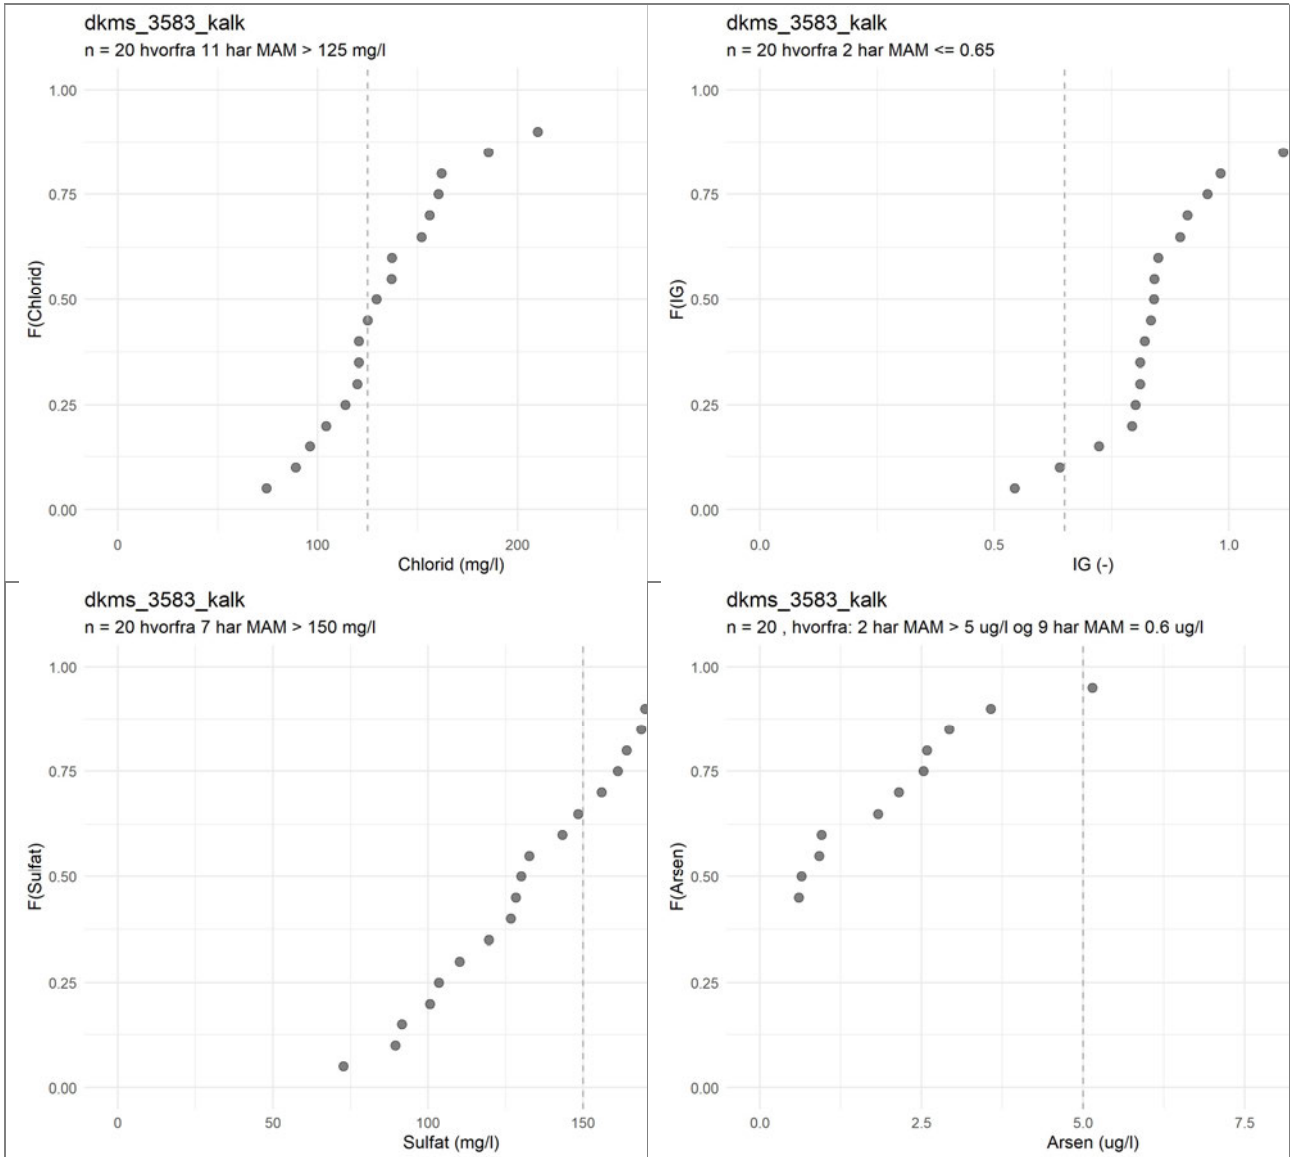 dkms_3583_kalk
n = 20 hvorfra 11 har MAM > 125 mg/l
1.00
0.75
0.50
0.25
0.00
F(Chlorid)
0 100 200
Chlorid (mg/l)
dkms_3583_kalk
n = 20 hvorfra 2 har MAM <= 0.65
1.00
0.75
0.50
0.25
0.00
F(IG)
0.0 0.5 1.0
IG (-)
dkms_3583_kalk
n = 20 hvorfra 7 har MAM > 150 mg/l
1.00
0.75
0.50
0.25
0.00
F(Sulfat)
0 50 100 150
Sulfat (mg/l)
dkms_3583_kalk
n = 20 , hvorfra: 2 har MAM > 5 ug/l og 9 har MAM = 0.6 ug/l
1.00
0.75
0.50
0.25
0.00
F(Arsen)
0.0 2.5 5.0 7.5
Arsen (ug/l)